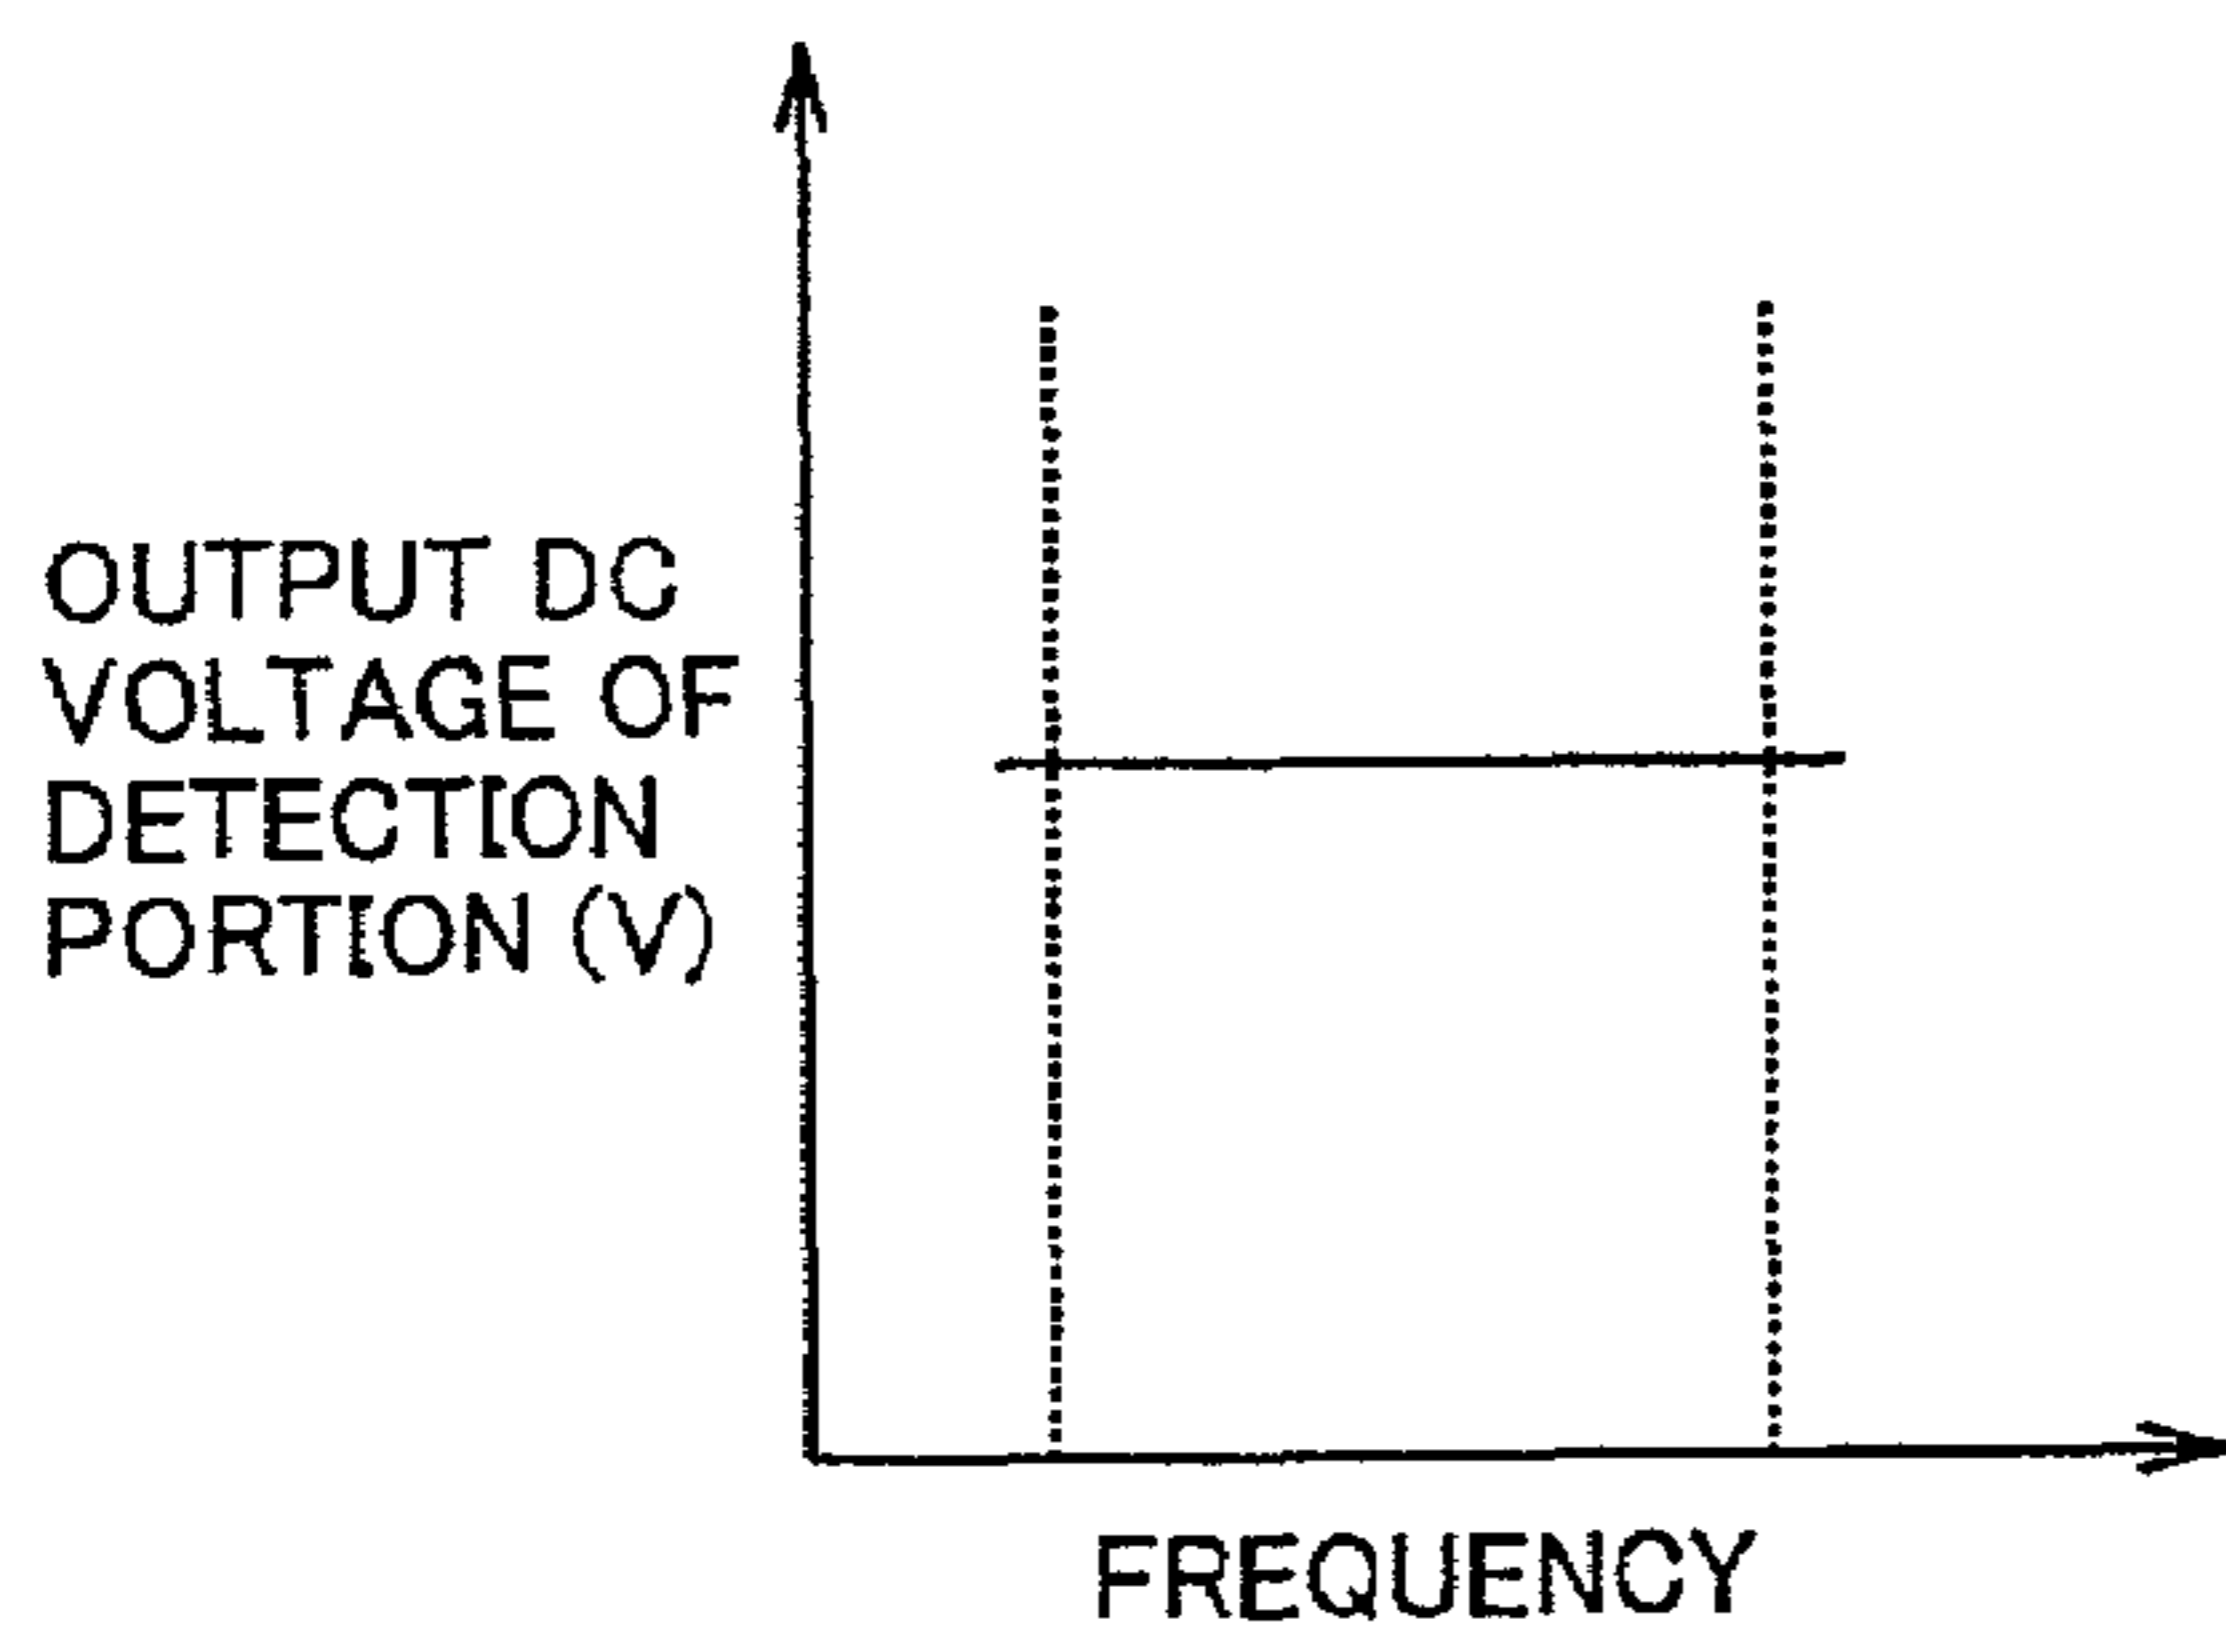 OUTPUT DC
VOLTAGE OF
DETECTION
PORTION (V)
FREQUENCY